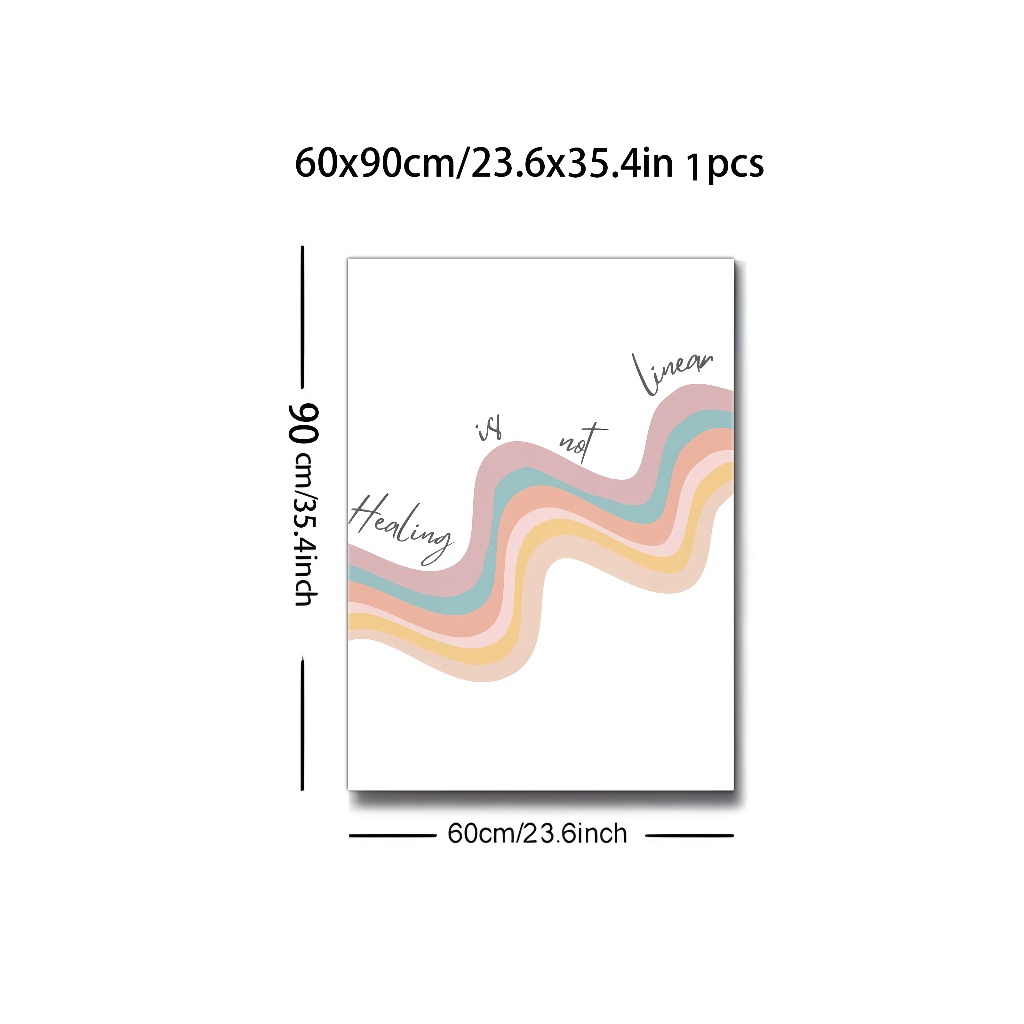 60x90cm/23.6x35.4in 1pcs
Linear
is
not
Healing
90 cm/35.4inch
60cm/23.6inch